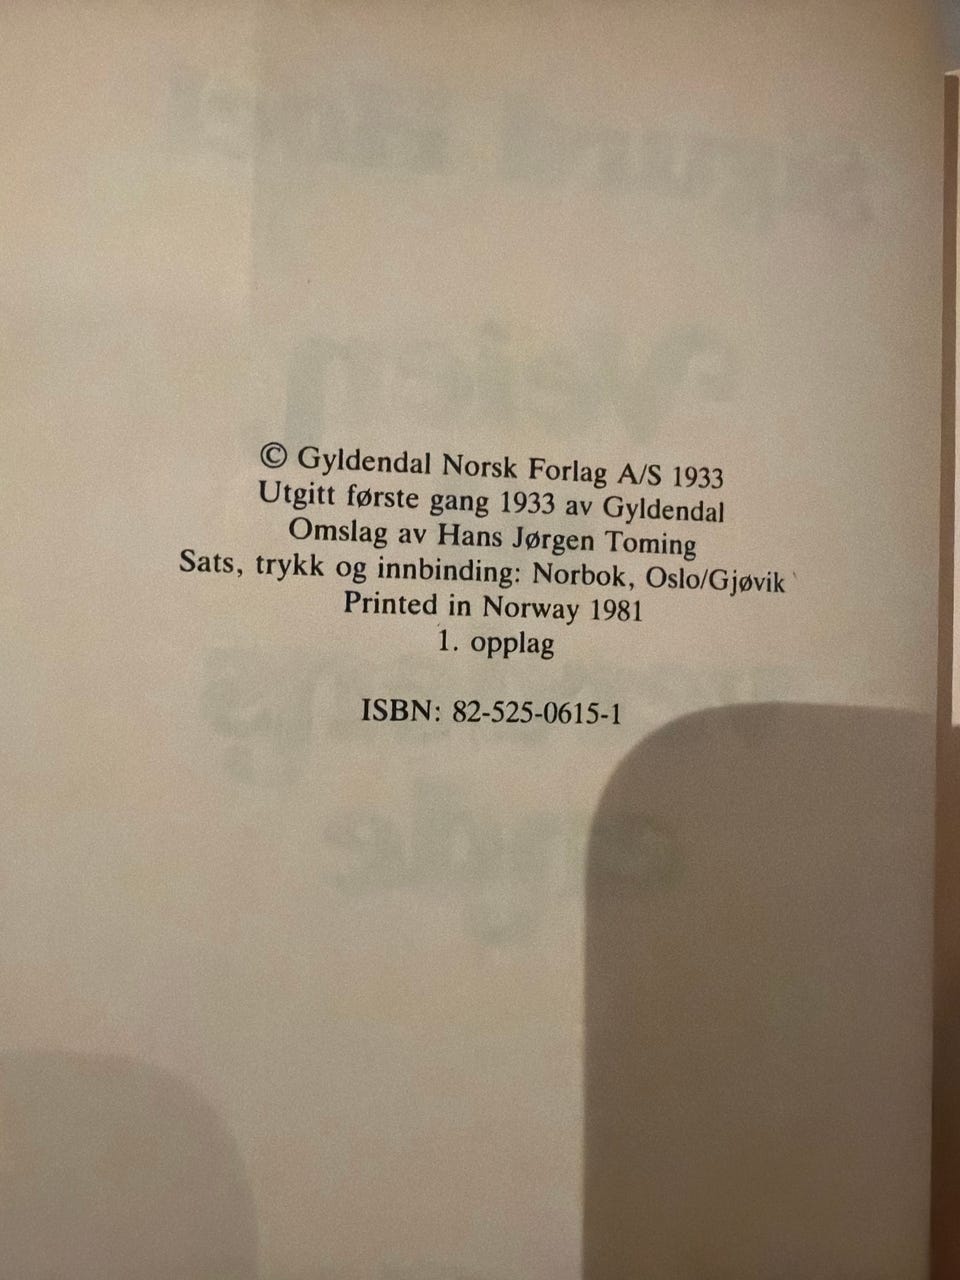 © Gyldendal Norsk Forlag A/S 1933
Utgitt første gang 1933 av Gyldendal
Omslag av Hans Jørgen Toming
Sats, trykk og innbinding: Norbok, Oslo/Gjøvik
Printed in Norway 1981
1. opplag
ISBN: 82-525-0615-1